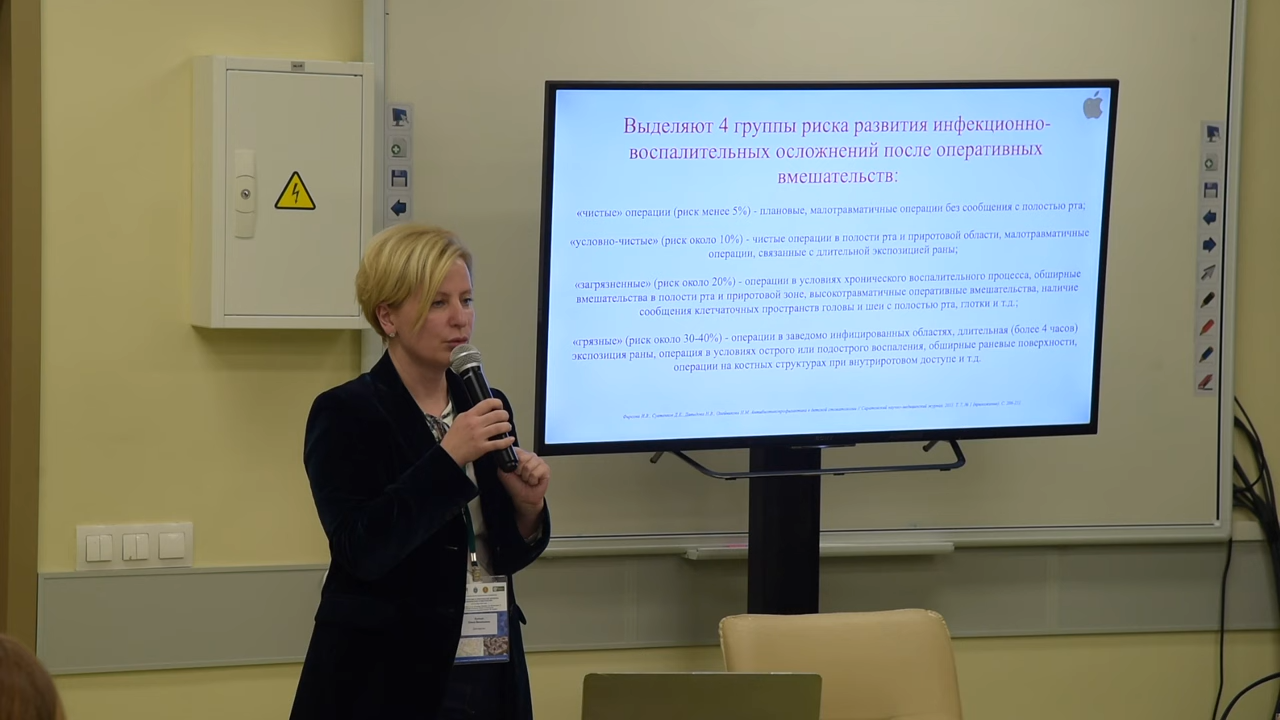 Выделяют 4 группы риска развития инфекционно-
воспалительных осложнений после оперативных
вмешательств:
«чистые» операции (риск менее 5%) - плановые, малотравматичные операции без сообщения с полостью рта;
«условно-чистые» (риск около 10%) - чистые операции в полости рта и приротовой области, малотравматичные
операции, связанные с длительной экспозицией раны;
«загрязненные» (риск около 20%) - операции в условиях хронического воспалительного процесса, обширные
вмешательства в полости рта и приротовой зоне, высокотравматичные оперативные вмешательства, наличие
сообщения клетчаточных пространств головы и шеи с полостью рта, глотки и т.д.;
«грязные» (риск около 30-40%) - операции в заведомо инфицированных областях, длительная (более 4 часов)
экспозиция раны, операция в условиях острого или подострого воспаления, обширные раневые поверхности,
операции на костных структурах при внутриротовом доступе и т.д.